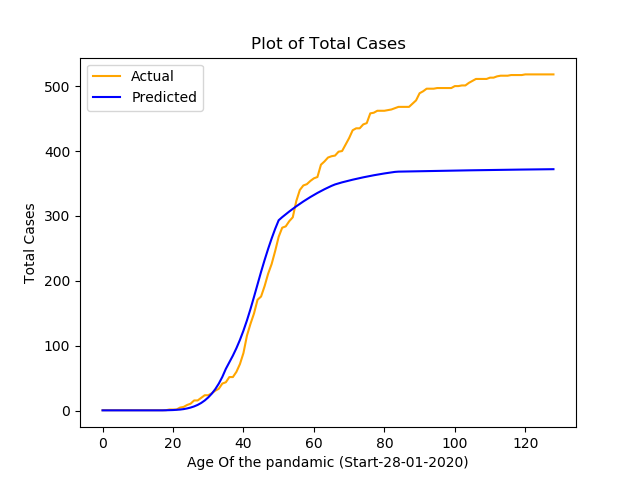 Plot of Total Cases
Actual
Predicted
500
400
300
200
100
0
Total Cases
0 20 40 60 80 100 120
Age Of the pandamic (Start-28-01-2020)